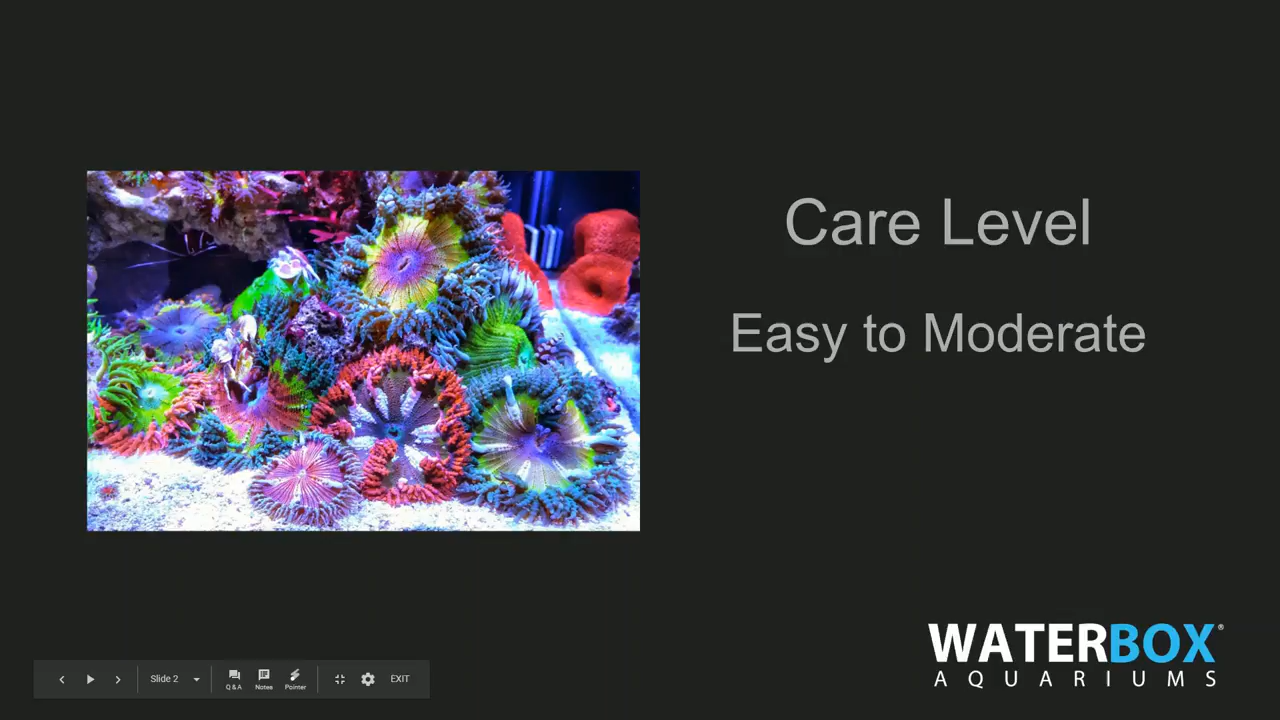 Care Level
Easy to Moderate
WATERBOX®
AQUARIUMS
Slide 2
Q & A
Notes
Pointer
EXIT